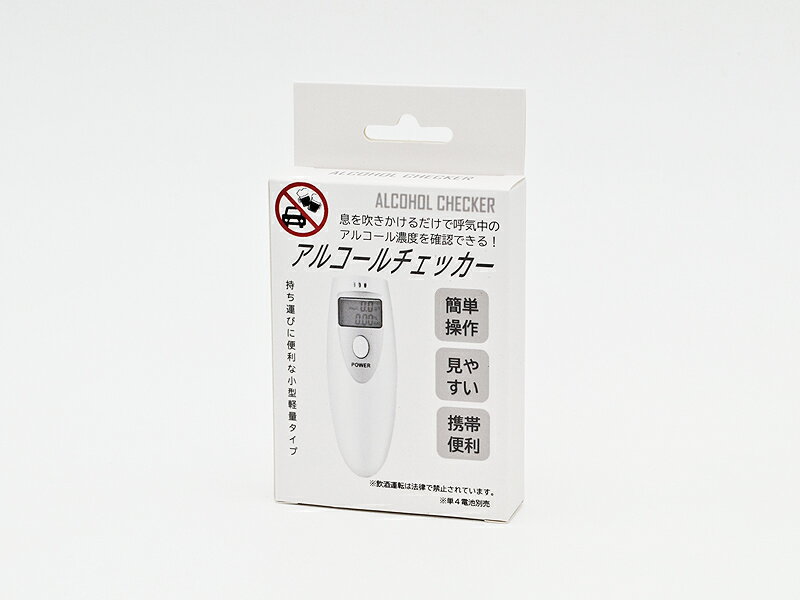 ALCOHOL CHECKER
ALCOHOL CHECKER
息を吹きかけるだけで呼気中の
アルコール濃度を確認できる！
アルコールチェッカー
持ち運びに便利な小型軽量タイプ
POWER
簡単
操作
見や
すい
携帯
便利
※飲酒運転は法律で禁止されています。
※単４電池別売